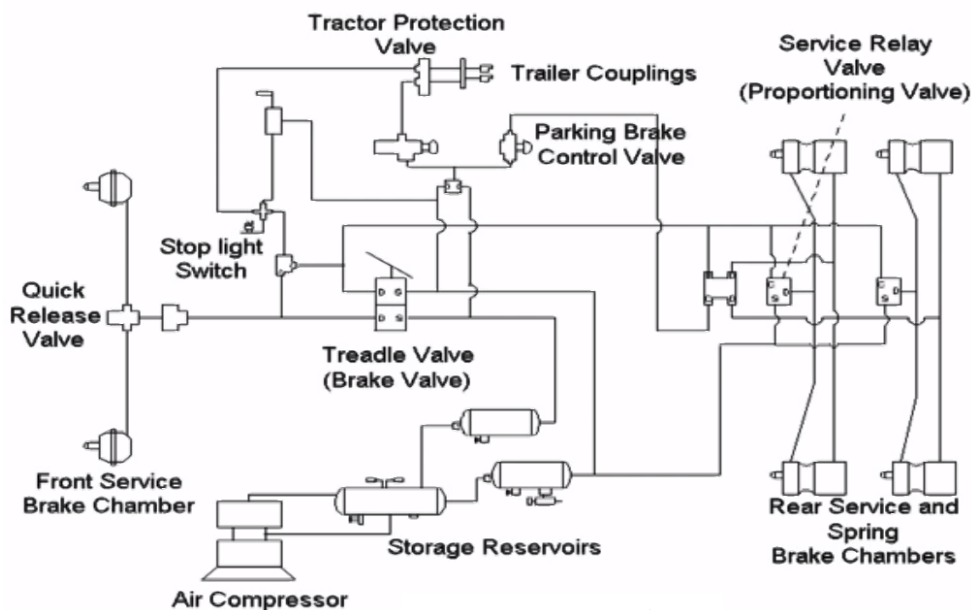 Tractor Protection
Valve
Trailer Couplings
Service Relay
Valve
(Proportioning Valve)
Parking Brake
Control Valve
Stop light
Switch
Quick
Release
Valve
Treadle Valve
(Brake Valve)
D S
D S
C S
C S
Front Service
Brake Chamber
Storage Reservoirs
Rear Service and
Spring
Brake Chambers
Air Compressor